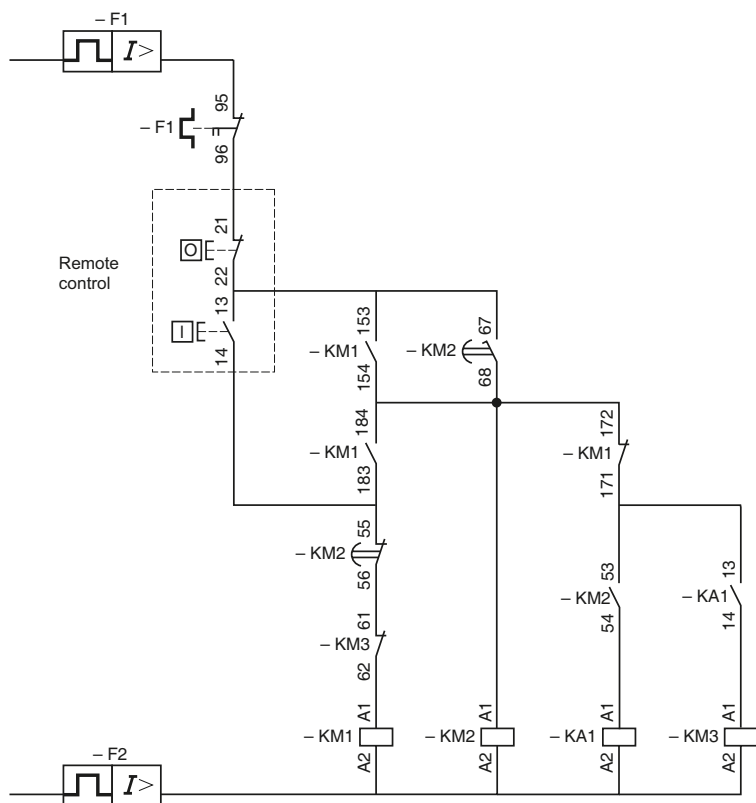 – F1
I >
95
– F1
96
21
O
22
Remote
control
13
I
14
153
– KM1
154
67
– KM2
68
184
– KM1
183
172
– KM1
171
55
– KM2
56
53
– KM2
54
13
– KA1
14
61
– KM3
62
A1
– KM1
A2
A1
– KM2
A2
A1
– KA1
A2
A1
– KM3
A2
– F2
I >